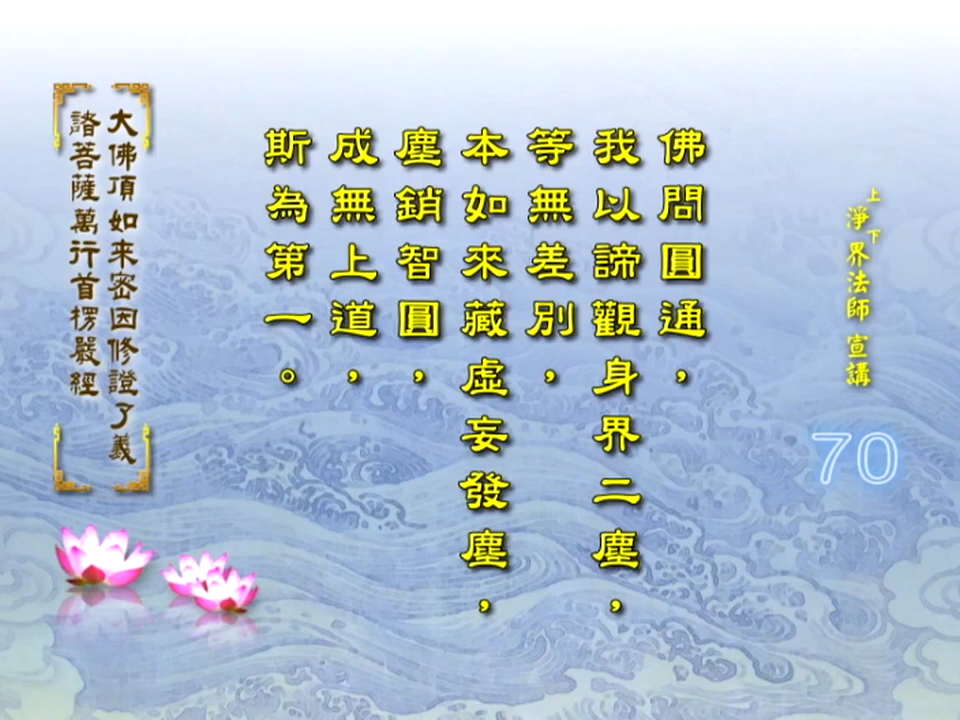 上淨下界法師 宣講
70
佛問圓通，
我以諦觀身界二塵，
等無差別，
本如來藏虛妄發塵，
塵銷智圓，
成無上道，
斯為第一。
大佛頂如來密因修證了義
諸菩薩萬行首楞嚴經